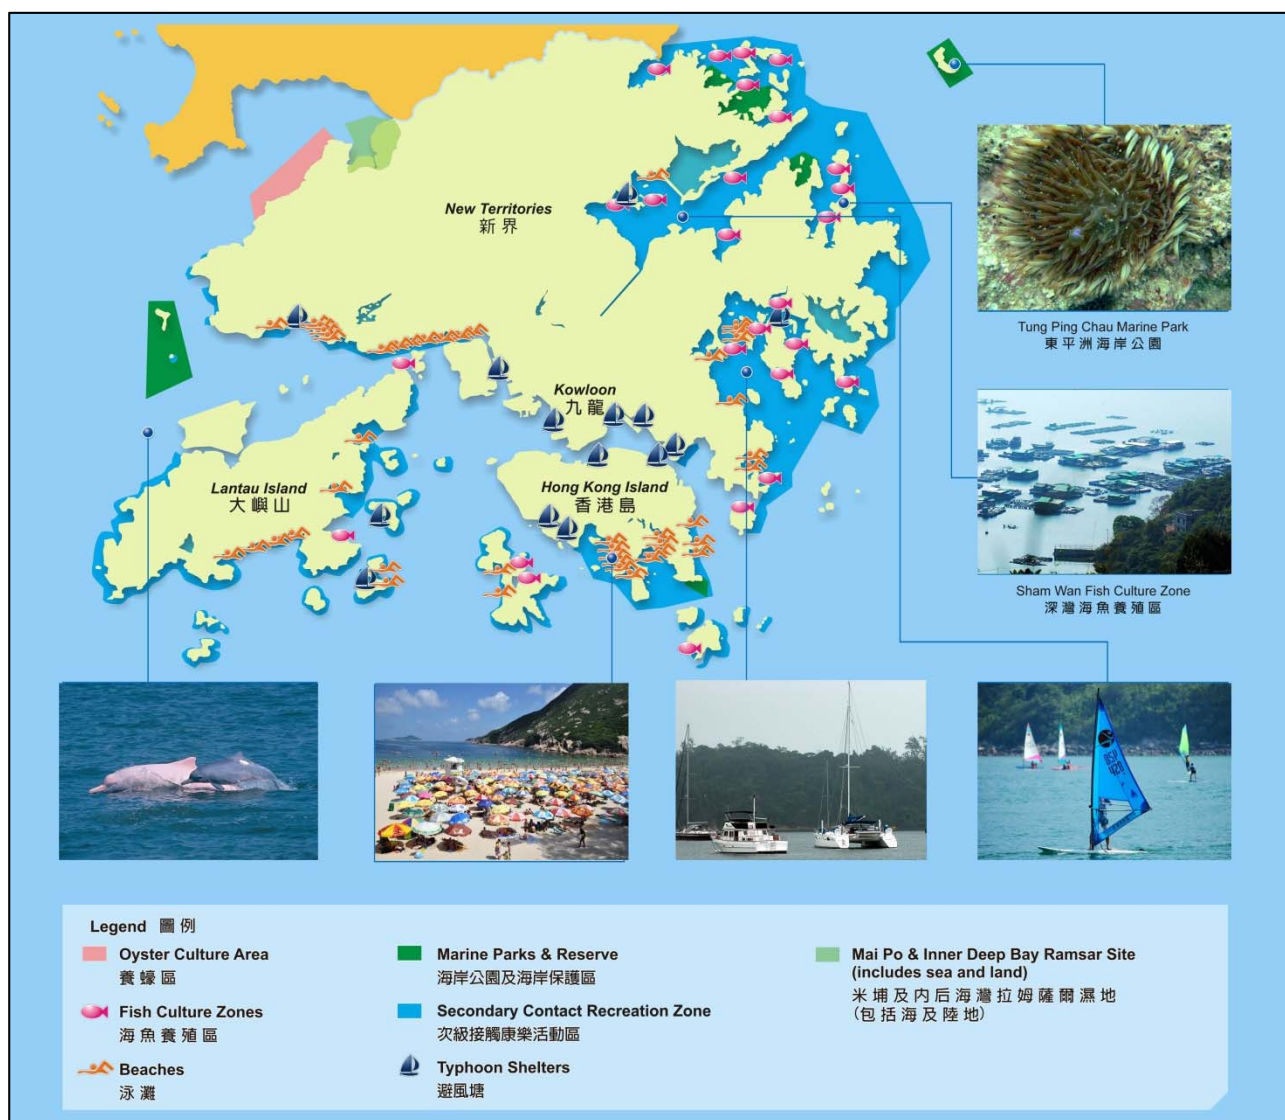 New Territories
新界
Kowloon
九龍
Lantau Island
大嶼山
Hong Kong Island
香港島
Tung Ping Chau Marine Park
東平洲海岸公園
Sham Wan Fish Culture Zone
深灣海魚養殖區
Legend 圖例
Oyster Culture Area
養蠔區
Fish Culture Zones
海魚養殖區
Beaches
泳灘
Marine Parks & Reserve
海岸公園及海岸保護區
Secondary Contact Recreation Zone
次級接觸康樂活動區
Typhoon Shelters
避風塘
Mai Po & Inner Deep Bay Ramsar Site
(includes sea and land)
米埔及內后海灣拉姆薩爾濕地
(包括海及陸地)